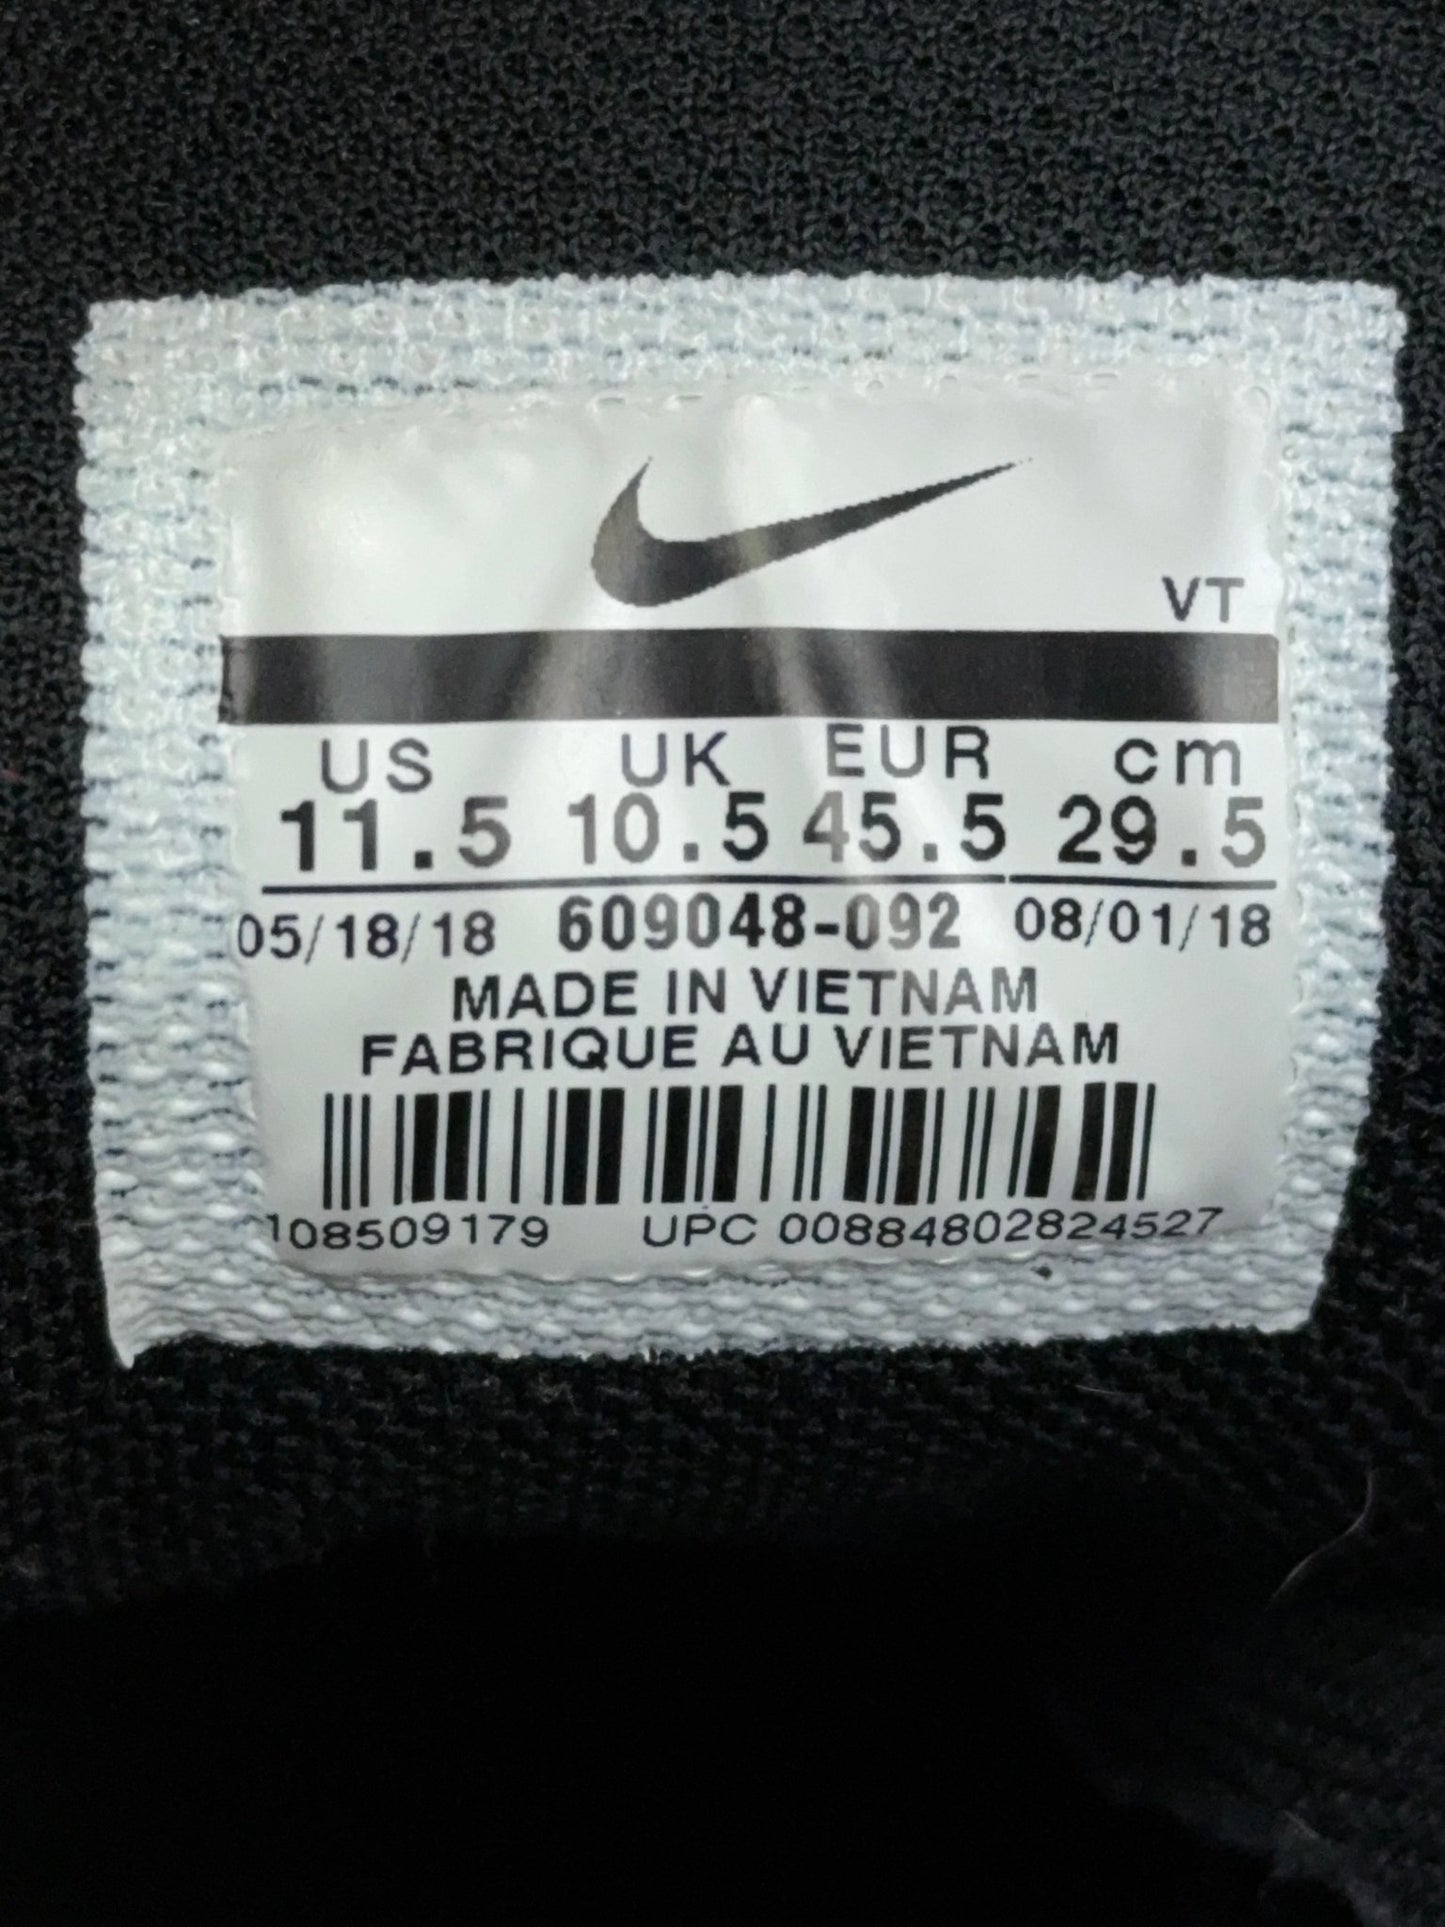 VT
US UK EUR cm
11.5 10.5 45.5 29.5
05/18/18 609048-092 08/01/18
MADE IN VIETNAM
FABRIQUE AU VIETNAM
108509179 UPC 00884802824527